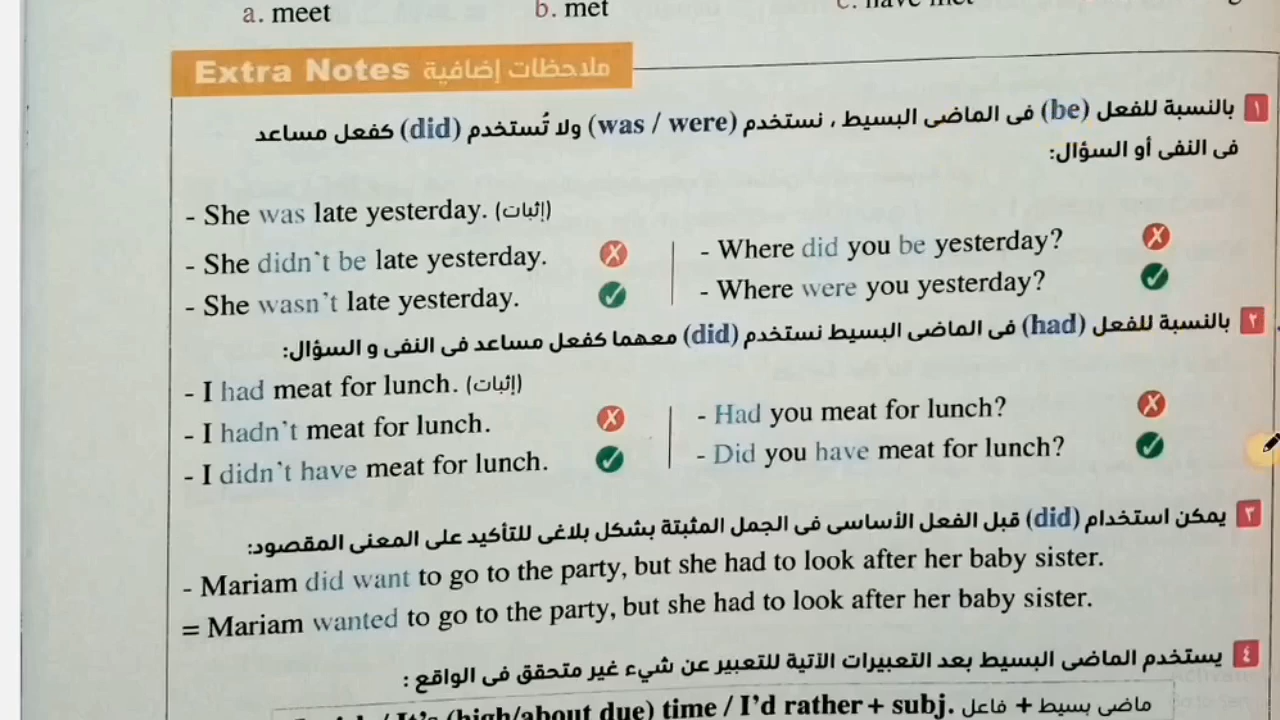 a. meet b. met c. have met
Extra Notes ملاحظات إضافية
١ بالنسبة للفعل (be) فى الماضى البسيط ، نستخدم (was / were) ولا تُستخدم (did) كفعل مساعد
فى النفى أو السؤال:
- She was late yesterday. (إثبات)
- She didn't be late yesterday. - Where did you be yesterday?
- She wasn't late yesterday. - Where were you yesterday?
٢ بالنسبة للفعل (had) فى الماضى البسيط نستخدم (did) معهما كفعل مساعد فى النفى و السؤال:
- I had meat for lunch. (إثبات)
- I hadn't meat for lunch. - Had you meat for lunch?
- I didn't have meat for lunch. - Did you have meat for lunch?
٣ يمكن استخدام (did) قبل الفعل الأساسى فى الجمل المثبتة بشكل بلاغى للتأكيد على المعنى المقصود:
- Mariam did want to go to the party, but she had to look after her baby sister.
= Mariam wanted to go to the party, but she had to look after her baby sister.
٤ يستخدم الماضى البسيط بعد التعبيرات الآتية للتعبير عن شيء غير متحقق فى الواقع :
/ It's (high/about due) time / I'd rather + subj. ماضى بسيط + فاعل